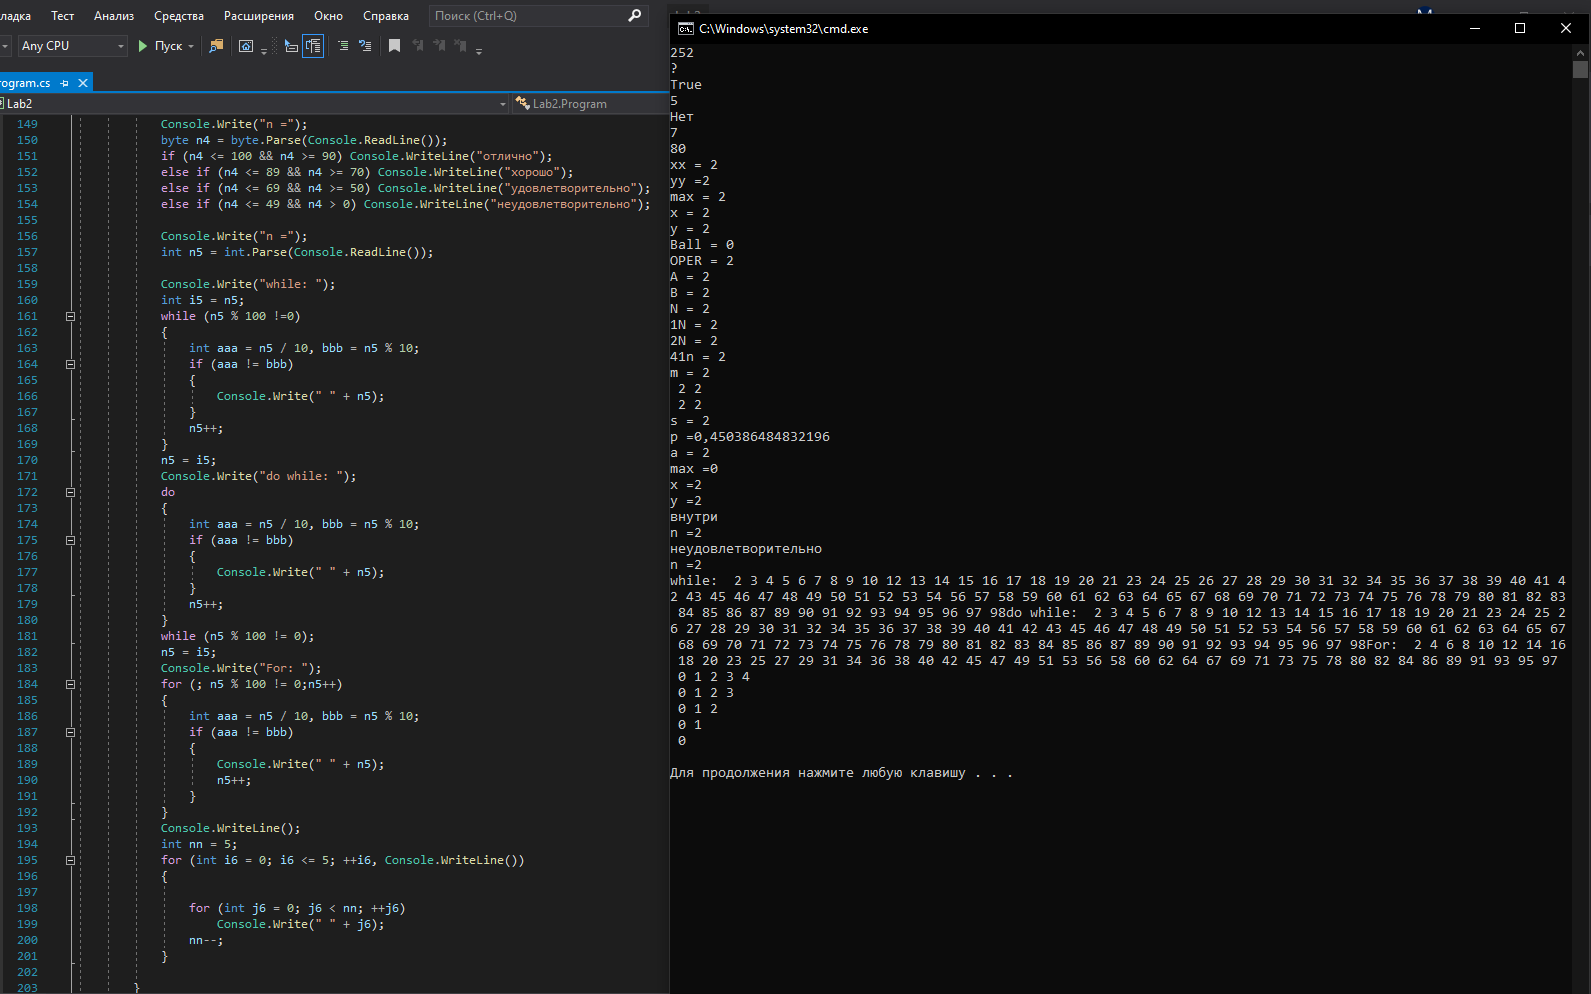 ладка Тест Анализ Средства Расширения Окно Справка Поиск (Ctrl+Q)
Any CPU Пуск
rogram.cs
Lab2 Lab2.Program
149 Console.Write("n =");
150 byte n4 = byte.Parse(Console.ReadLine());
151 if (n4 <= 100 && n4 >= 90) Console.WriteLine("отлично");
152 else if (n4 <= 89 && n4 >= 70) Console.WriteLine("хорошо");
153 else if (n4 <= 69 && n4 >= 50) Console.WriteLine("удовлетворительно");
154 else if (n4 <= 49 && n4 > 0) Console.WriteLine("неудовлетворительно");
155
156 Console.Write("n =");
157 int n5 = int.Parse(Console.ReadLine());
158
159 Console.Write("while: ");
160 int i5 = n5;
161 while (n5 % 100 !=0)
162 {
163 int aaa = n5 / 10, bbb = n5 % 10;
164 if (aaa != bbb)
165 {
166 Console.Write(" " + n5);
167 }
168 n5++;
169 }
170 n5 = i5;
171 Console.Write("do while: ");
172 do
173 {
174 int aaa = n5 / 10, bbb = n5 % 10;
175 if (aaa != bbb)
176 {
177 Console.Write(" " + n5);
178 }
179 n5++;
180 }
181 while (n5 % 100 != 0);
182 n5 = i5;
183 Console.Write("For: ");
184 for (; n5 % 100 != 0;n5++)
185 {
186 int aaa = n5 / 10, bbb = n5 % 10;
187 if (aaa != bbb)
188 {
189 Console.Write(" " + n5);
190 n5++;
191 }
192 }
193 Console.WriteLine();
194 int nn = 5;
195 for (int i6 = 0; i6 <= 5; ++i6, Console.WriteLine())
196 {
197
198 for (int j6 = 0; j6 < nn; ++j6)
199 Console.Write(" " + j6);
200 nn--;
201 }
202
203 }
C:\Windows\system32\cmd.exe
252
?
True
5
Нет
7
80
xx = 2
yy =2
max = 2
x = 2
y = 2
Ball = 0
OPER = 2
A = 2
B = 2
N = 2
1N = 2
2N = 2
41n = 2
m = 2
2 2
2 2
s = 2
p =0,450386484832196
a = 2
max =0
x =2
y =2
внутри
n =2
неудовлетворительно
n =2
while:  2 3 4 5 6 7 8 9 10 12 13 14 15 16 17 18 19 20 21 23 24 25 26 27 28 29 30 31 32 34 35 36 37 38 39 40 41 4
2 43 45 46 47 48 49 50 51 52 53 54 56 57 58 59 60 61 62 63 64 65 67 68 69 70 71 72 73 74 75 76 78 79 80 81 82 83
84 85 86 87 89 90 91 92 93 94 95 96 97 98do while:  2 3 4 5 6 7 8 9 10 12 13 14 15 16 17 18 19 20 21 23 24 25 2
6 27 28 29 30 31 32 34 35 36 37 38 39 40 41 42 43 45 46 47 48 49 50 51 52 53 54 56 57 58 59 60 61 62 63 64 65 67
68 69 70 71 72 73 74 75 76 78 79 80 81 82 83 84 85 86 87 89 90 91 92 93 94 95 96 97 98For:  2 4 6 8 10 12 14 16
18 20 23 25 27 29 31 34 36 38 40 42 45 47 49 51 53 56 58 60 62 64 67 69 71 73 75 78 80 82 84 86 89 91 93 95 97
0 1 2 3 4
0 1 2 3
0 1 2
0 1
0
Для продолжения нажмите любую клавишу . . .